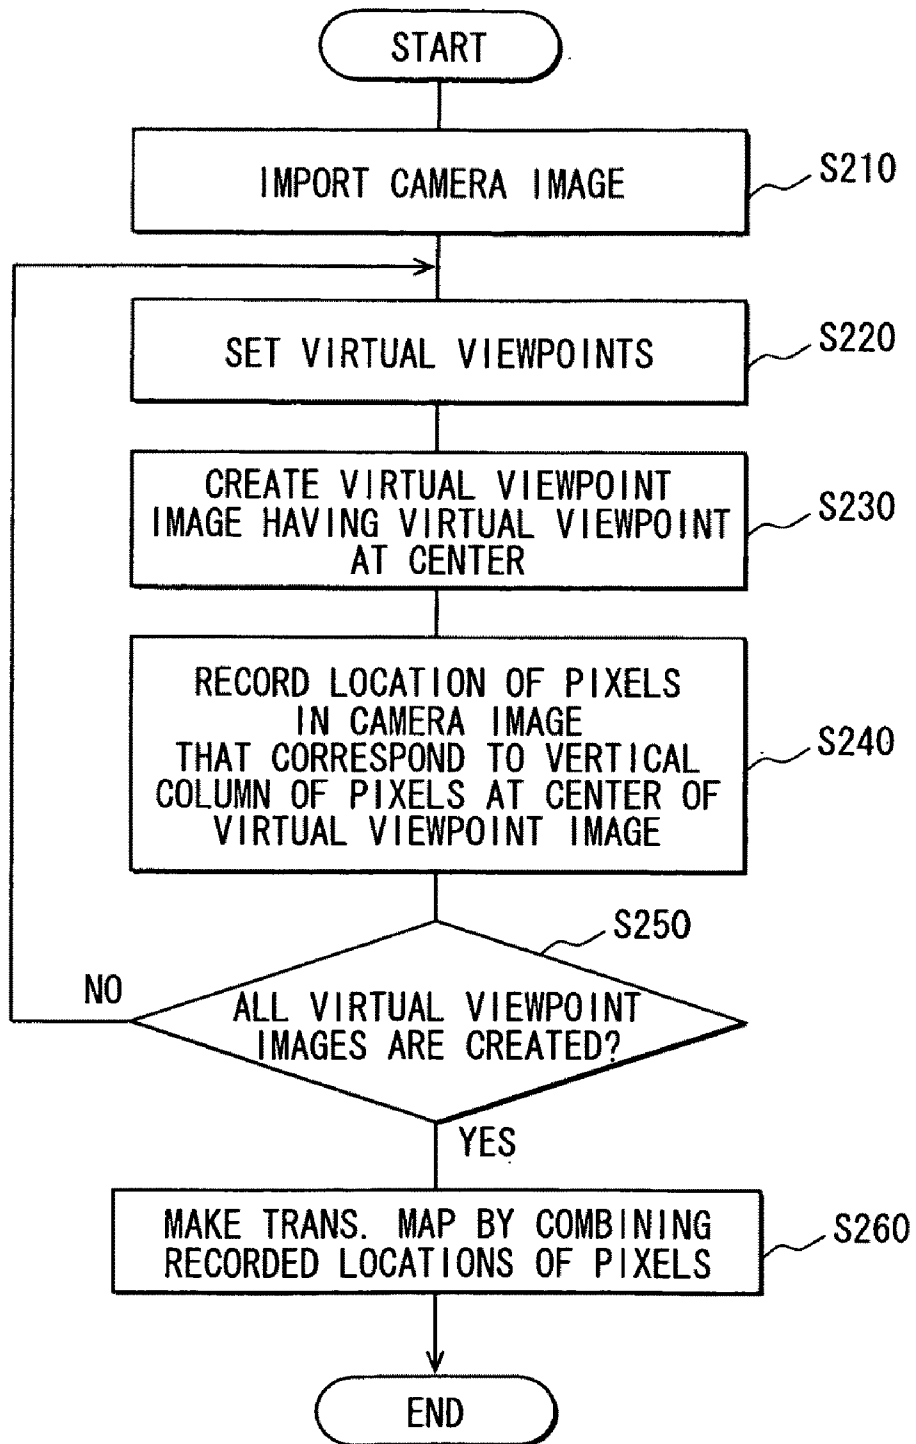 START
IMPORT CAMERA IMAGE
S210
SET VIRTUAL VIEWPOINTS
S220
CREATE VIRTUAL VIEWPOINT
IMAGE HAVING VIRTUAL VIEWPOINT
AT CENTER
S230
RECORD LOCATION OF PIXELS
IN CAMERA IMAGE
THAT CORRESPOND TO VERTICAL
COLUMN OF PIXELS AT CENTER OF
VIRTUAL VIEWPOINT IMAGE
S240
S250
NO
ALL VIRTUAL VIEWPOINT
IMAGES ARE CREATED?
YES
MAKE TRANS. MAP BY COMBINING
RECORDED LOCATIONS OF PIXELS
S260
END